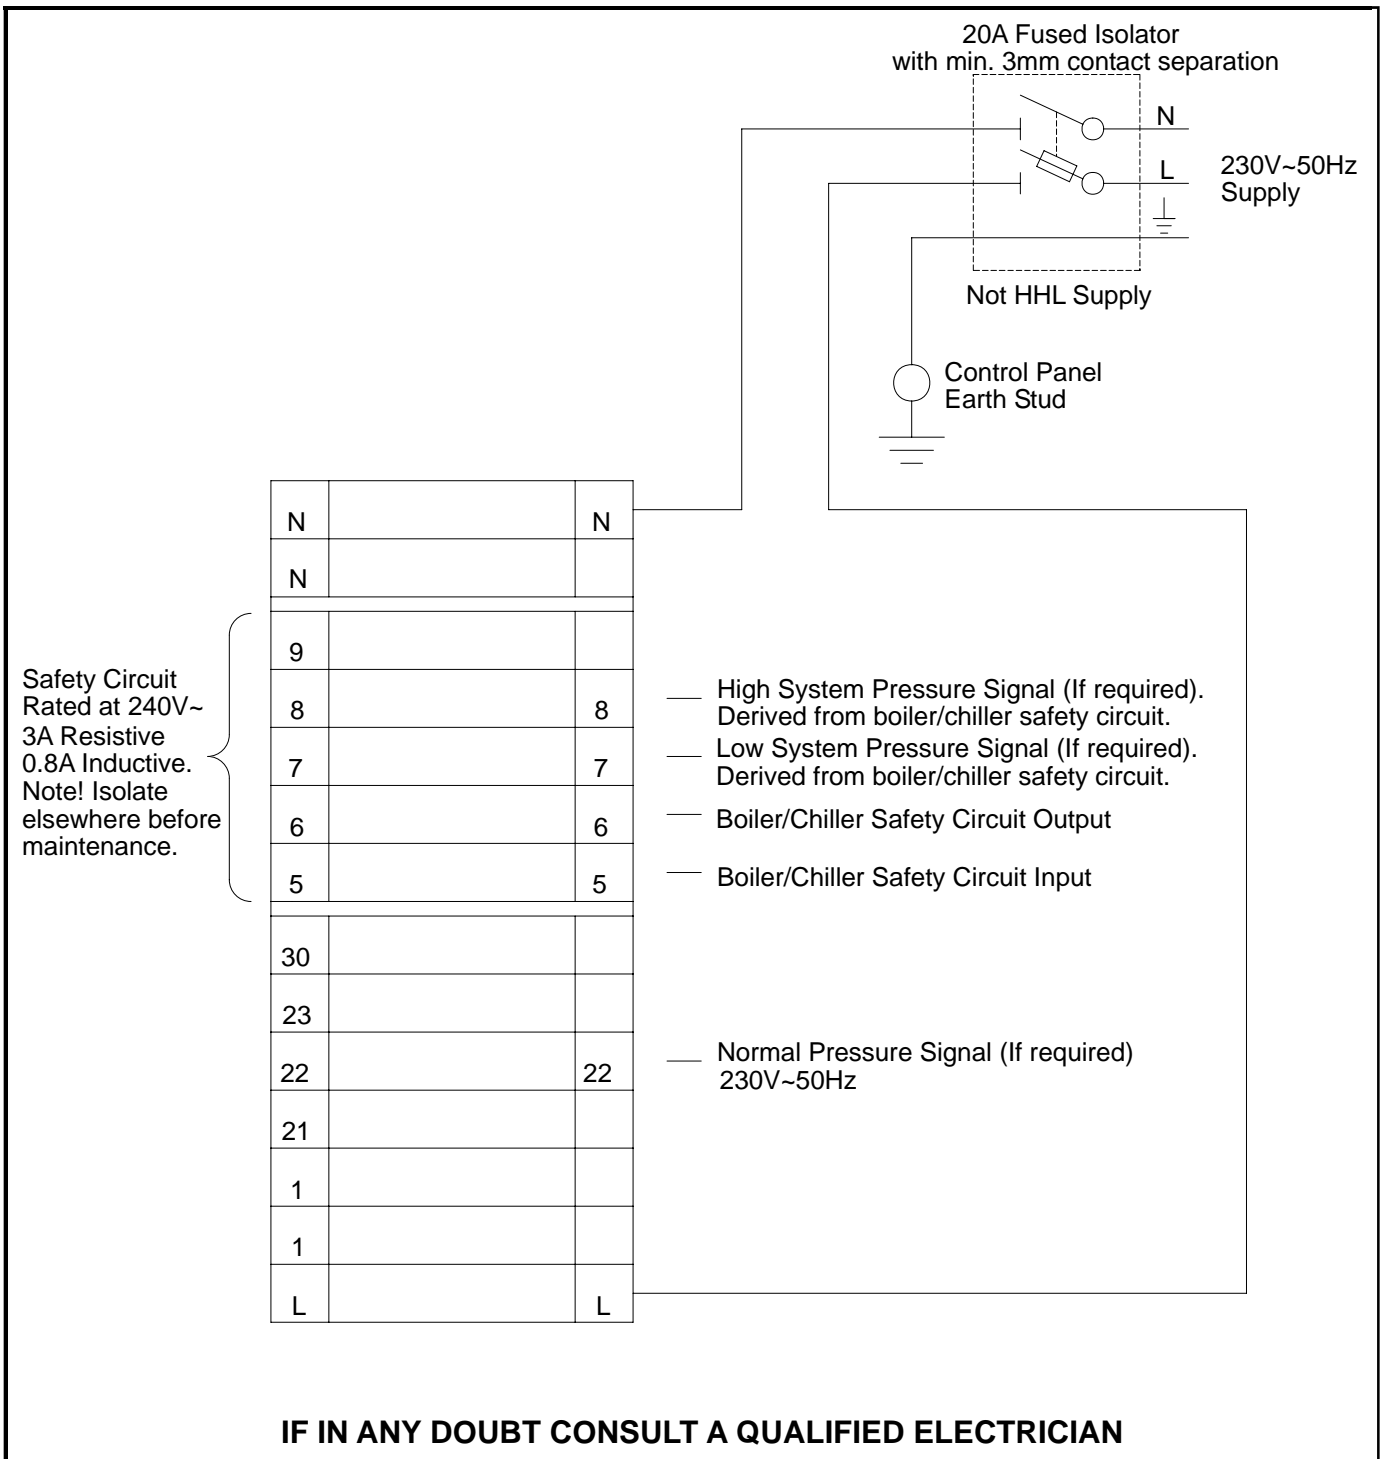 20A Fused Isolator
with min. 3mm contact separation
N
L
230V~50Hz
Supply
Not HHL Supply
Control Panel
Earth Stud
N N
N
9
8 8
7 7
6 6
5 5
30
23
22 22
21
1
1
L L
Safety Circuit
Rated at 240V~
3A Resistive
0.8A Inductive.
Note! Isolate
elsewhere before
maintenance.
High System Pressure Signal (If required).
Derived from boiler/chiller safety circuit.
Low System Pressure Signal (If required).
Derived from boiler/chiller safety circuit.
Boiler/Chiller Safety Circuit Output
Boiler/Chiller Safety Circuit Input
Normal Pressure Signal (If required)
230V~50Hz
IF IN ANY DOUBT CONSULT A QUALIFIED ELECTRICIAN